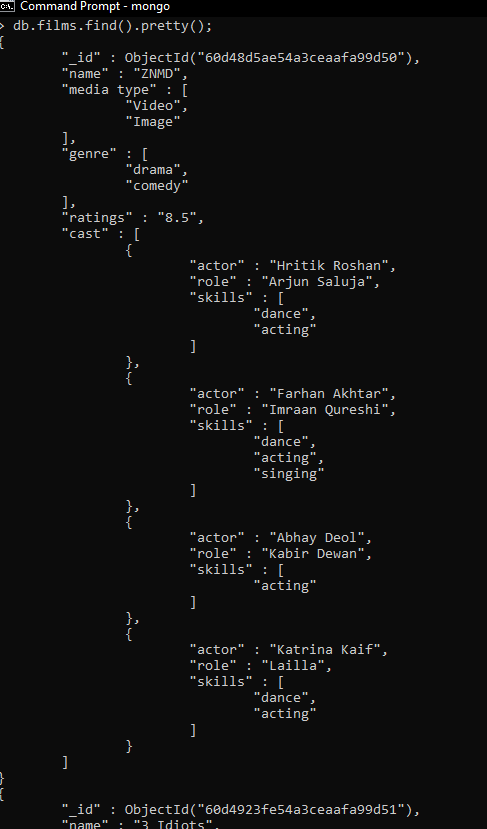 Command Prompt - mongo
> db.films.find().pretty();
{
"_id" : ObjectId("60d48d5ae54a3ceaafa99d50"),
"name" : "ZNMD",
"media type" : [
"Video",
"Image"
],
"genre" : [
"drama",
"comedy"
],
"ratings" : "8.5",
"cast" : [
{
"actor" : "Hritik Roshan",
"role" : "Arjun Saluja",
"skills" : [
"dance",
"acting"
]
},
{
"actor" : "Farhan Akhtar",
"role" : "Imraan Qureshi",
"skills" : [
"dance",
"acting",
"singing"
]
},
{
"actor" : "Abhay Deol",
"role" : "Kabir Dewan",
"skills" : [
"acting"
]
},
{
"actor" : "Katrina Kaif",
"role" : "Lailla",
"skills" : [
"dance",
"acting"
]
}
]
}
{
"_id" : ObjectId("60d4923fe54a3ceaafa99d51"),
"name" : "3 Idiots",